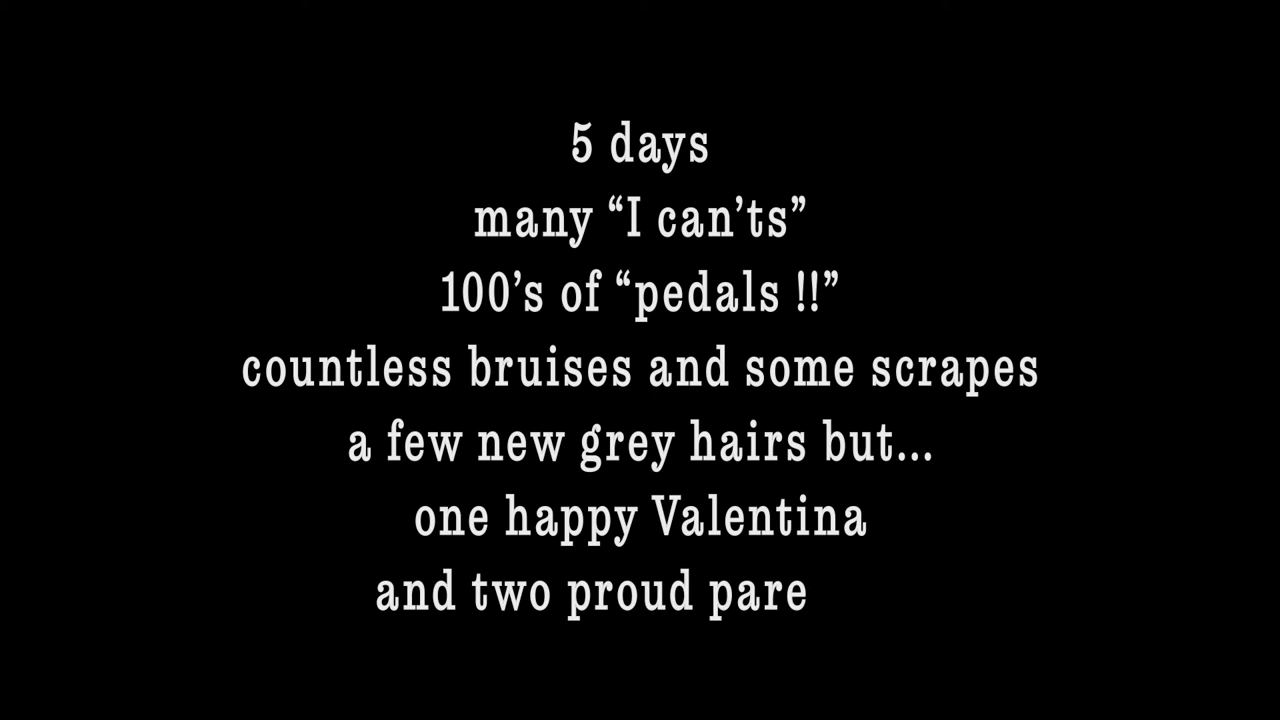 5 days
many “I can’ts”
100’s of “pedals !!”
countless bruises and some scrapes
a few new grey hairs but...
one happy Valentina
and two proud pare